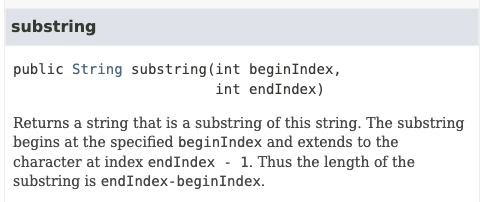 substring
public String substring(int beginIndex,
int endIndex)
Returns a string that is a substring of this string. The substring
begins at the specified beginIndex and extends to the
character at index endIndex - 1. Thus the length of the
substring is endIndex-beginIndex.